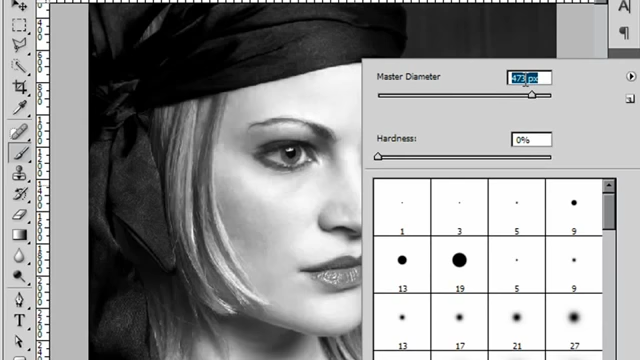 Master Diameter 473 px
Hardness: 0%
1 3 5 9
13 19 5 9
13 17 21 27